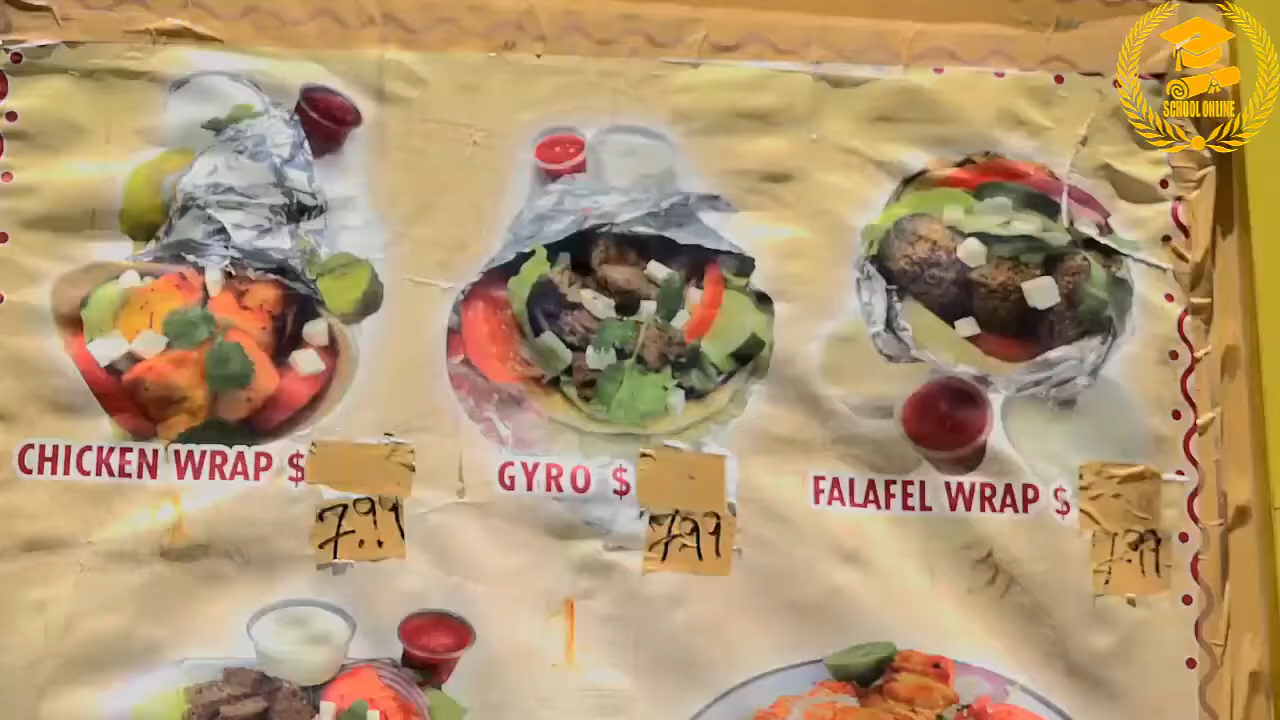 SCHOOL ONLINE
CHICKEN WRAP $ 7.99
GYRO $ 7.99
FALAFEL WRAP $ 7.99